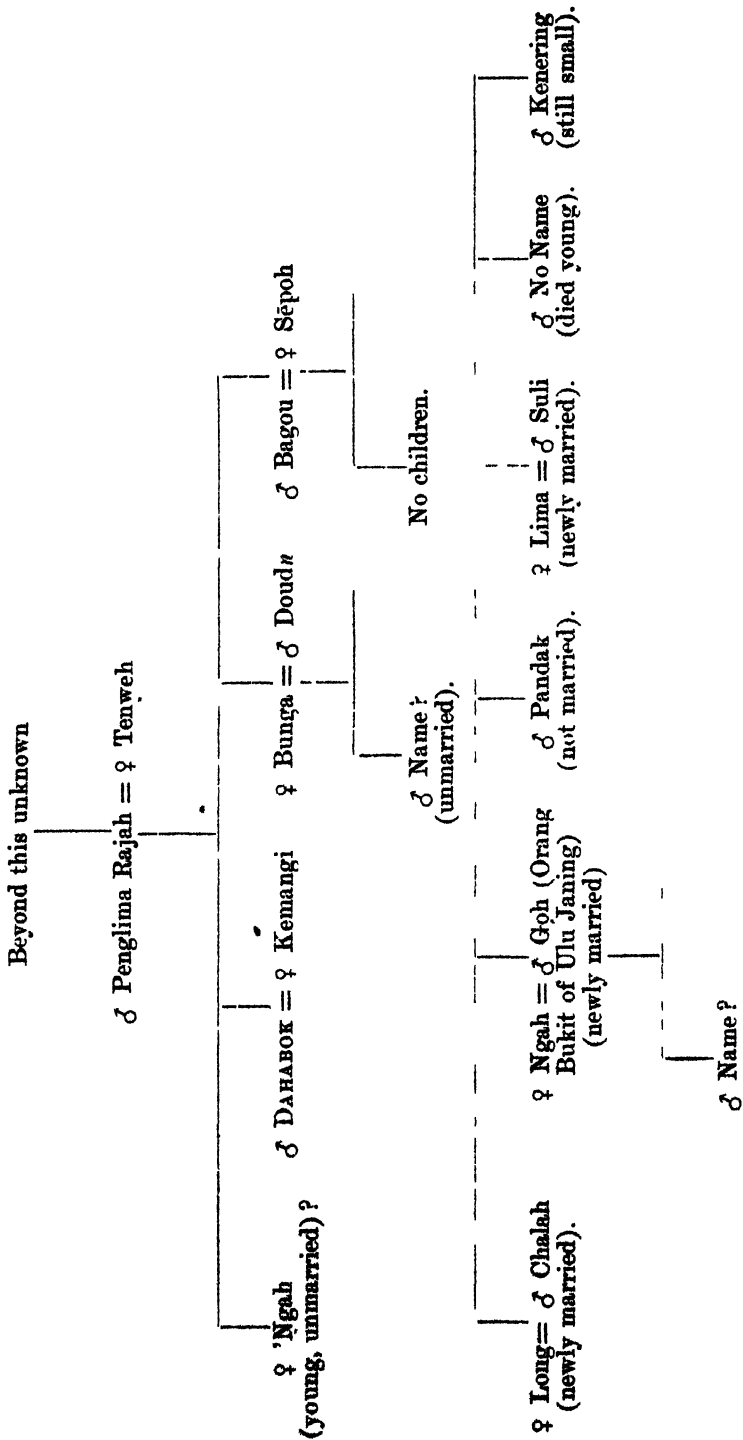 Beyond this unknown
♂ Penglima Rajah = ♀ Tenweh
♀ 'Ngah
(young, unmarried)?
♂ DAHABOK = ♀ Kemangi
♀ Bunga = ♂ Doudn
♂ Bagou = ♀ Sĕpoh
♂ Name?
(unmarried).
No children.
♀ Long = ♂ Chalah
(newly married).
♀ Ngah = ♂ Goh (Orang
Bukit of Ulu Janing)
(newly married)
♂ Pandak
(not married).
♀ Lima = ♂ Suli
(newly married).
♂ No Name
(died young).
♂ Kenering
(still small).
♂ Name?